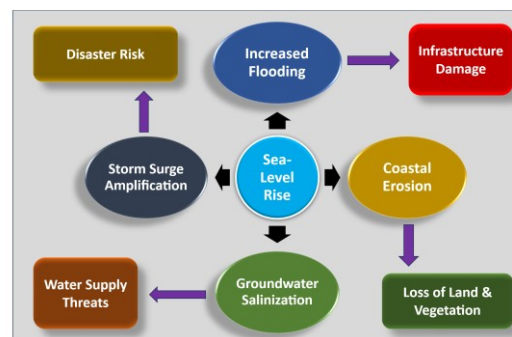 Disaster Risk
Increased
Flooding
Infrastructure
Damage
Storm Surge
Amplification
Sea-
Level
Rise
Coastal
Erosion
Water Supply
Threats
Groundwater
Salinization
Loss of Land &
Vegetation